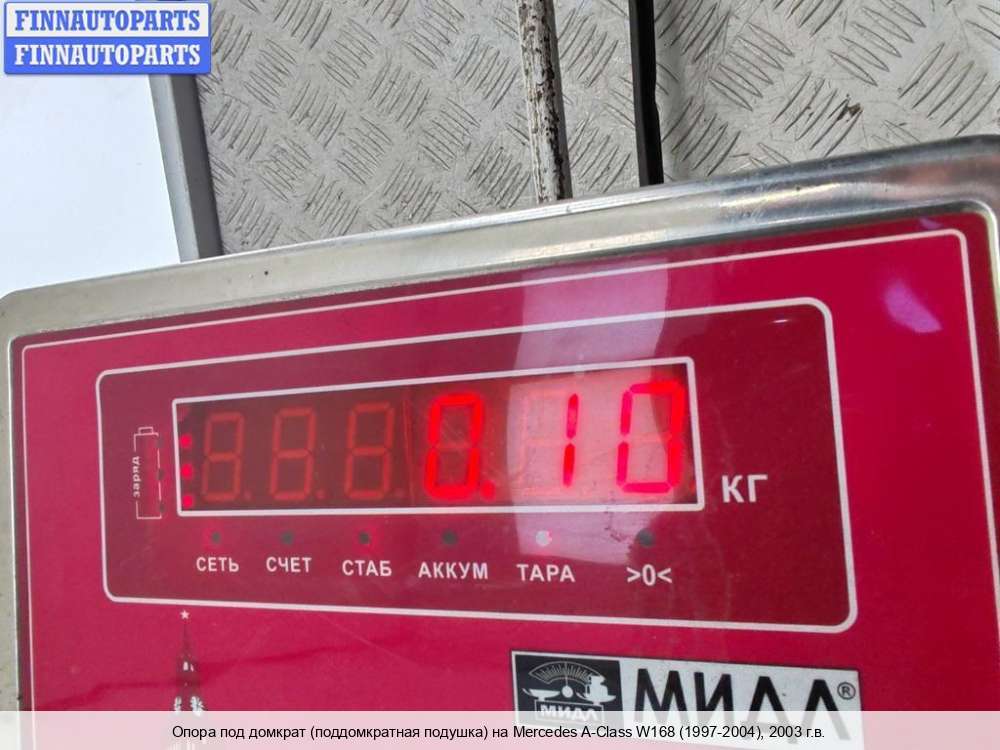 FINNAUTOPARTS
FINNAUTOPARTS
0.10
кг
заряд
СЕТЬ СЧЕТ СТАБ АККУМ ТАРА >0<
МИДЛ МИДЛ®
Опора под домкрат (поддомкратная подушка) на Mercedes A-Class W168 (1997-2004), 2003 г.в.